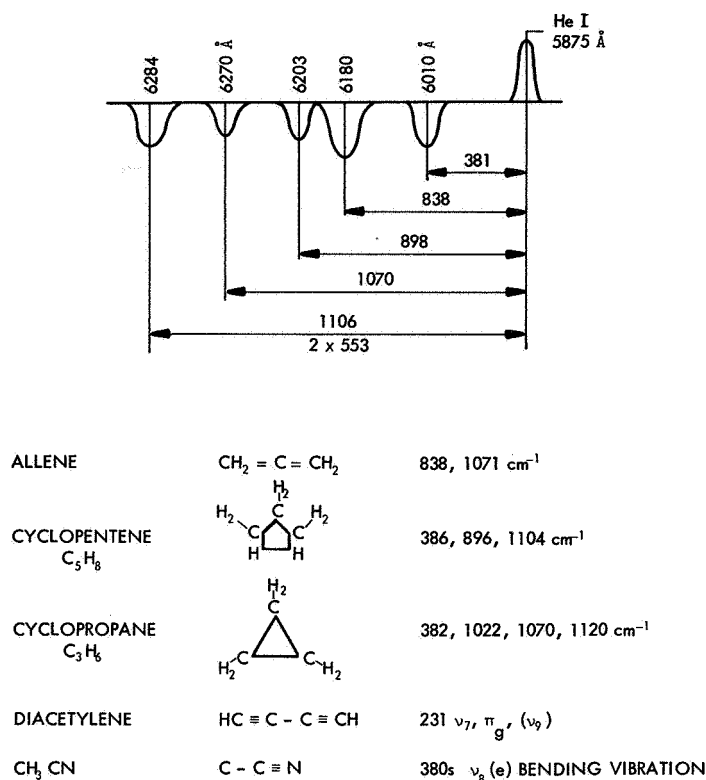 He I
5875 Å
6284
6270 Å
6203
6180
6010 Å
381
838
898
1070
1106
2 x 553
ALLENE CH₂ = C = CH₂ 838, 1071 cm⁻¹
H₂
H₂ C H₂
C C
CYCLOPENTENE H H 386, 896, 1104 cm⁻¹
C₅H₈
H₂
C
CYCLOPROPANE 382, 1022, 1070, 1120 cm⁻¹
C₃H₆
H₂C C H₂
DIACETYLENE HC ≡ C - C ≡ CH 231 ν₇, π_g, (ν₉)
CH₃ CN C - C ≡ N 380s ν₈ (e) BENDING VIBRATION